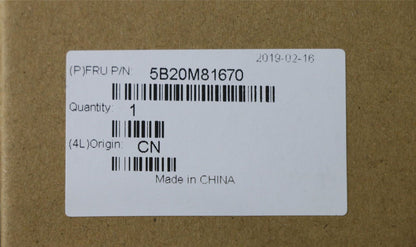 2019-02-16
(P)FRU P/N: 5B20M81670
Quantity: 1
(4L)Origin: CN
Made in CHINA